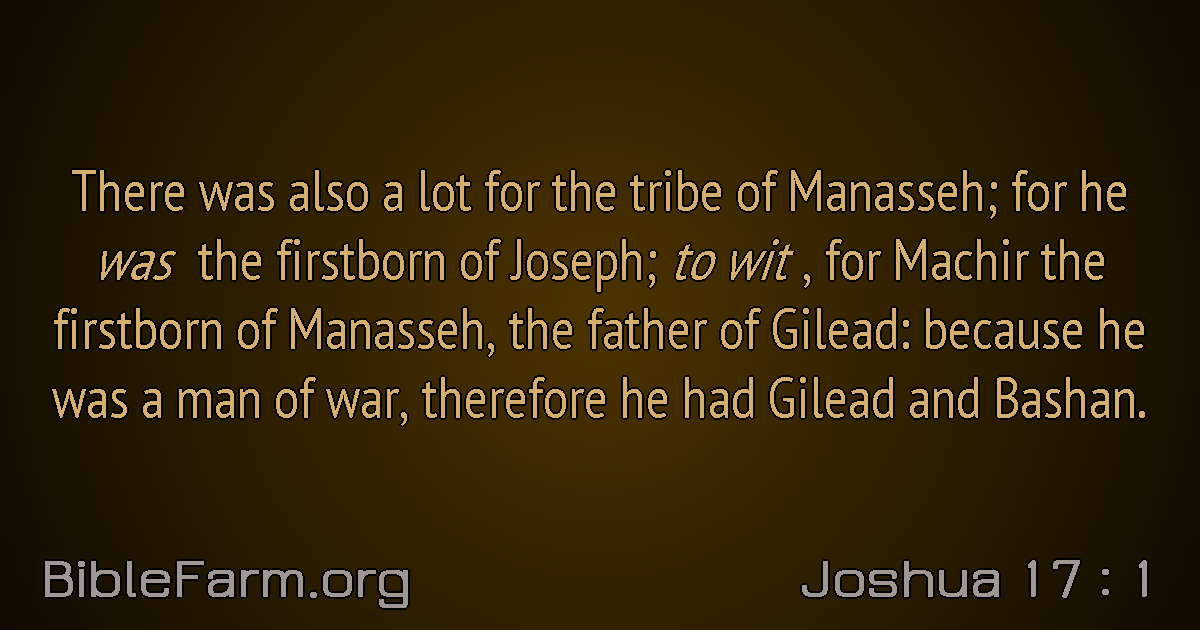 There was also a lot for the tribe of Manasseh; for he
was the firstborn of Joseph; to wit , for Machir the
firstborn of Manasseh, the father of Gilead: because he
was a man of war, therefore he had Gilead and Bashan.
BibleFarm.org
Joshua 17 : 1